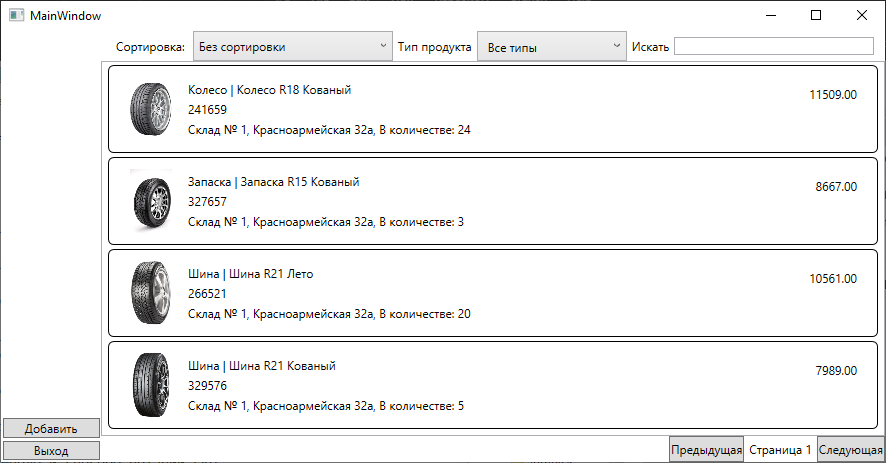 MainWindow
Сортировка: Без сортировки Тип продукта Все типы Искать
Колесо | Колесо R18 Кованый
11509.00
241659
Склад № 1, Красноармейская 32а, В количестве: 24
Запаска | Запаска R15 Кованый
8667.00
327657
Склад № 1, Красноармейская 32а, В количестве: 3
Шина | Шина R21 Лето
10561.00
266521
Склад № 1, Красноармейская 32а, В количестве: 20
Шина | Шина R21 Кованый
7989.00
329576
Склад № 1, Красноармейская 32а, В количестве: 5
Добавить
Выход
Предыдущая Страница 1 Следующая